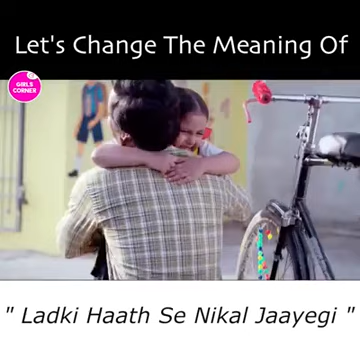 Let's Change The Meaning Of
GIRLS
CORNER
" Ladki Haath Se Nikal Jaayegi "